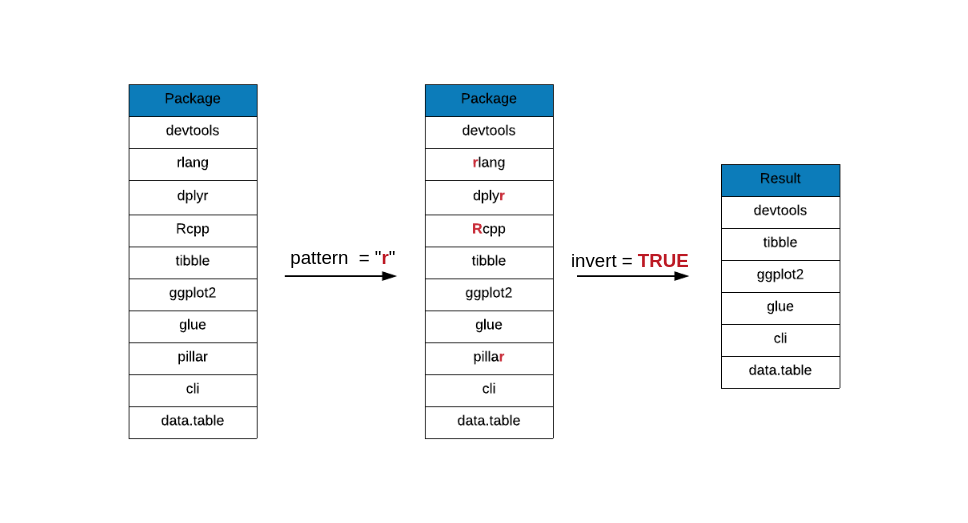 Package
devtools
rlang
dplyr
Rcpp
tibble
ggplot2
glue
pillar
cli
data.table
pattern = "r"
Package
devtools
rlang
dplyr
Rcpp
tibble
ggplot2
glue
pillar
cli
data.table
invert = TRUE
Result
devtools
tibble
ggplot2
glue
cli
data.table